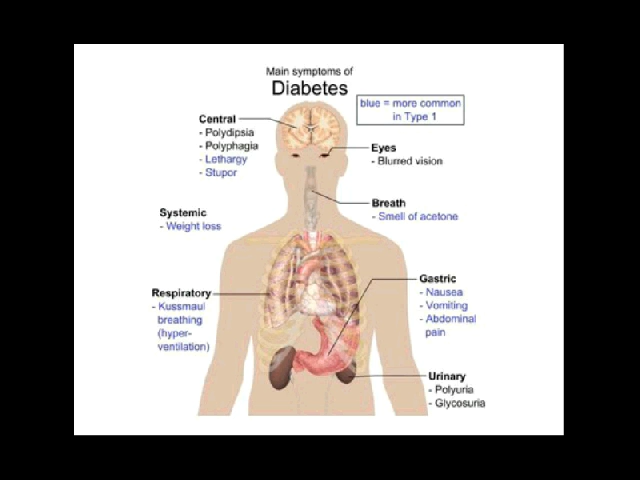 Main symptoms of
Diabetes
blue = more common
in Type 1
Central
- Polydipsia
- Polyphagia
- Lethargy
- Stupor
Eyes
- Blurred vision
Breath
- Smell of acetone
Systemic
- Weight loss
Respiratory
- Kussmaul
breathing
(hyper-
ventilation)
Gastric
- Nausea
- Vomiting
- Abdominal
pain
Urinary
- Polyuria
- Glycosuria